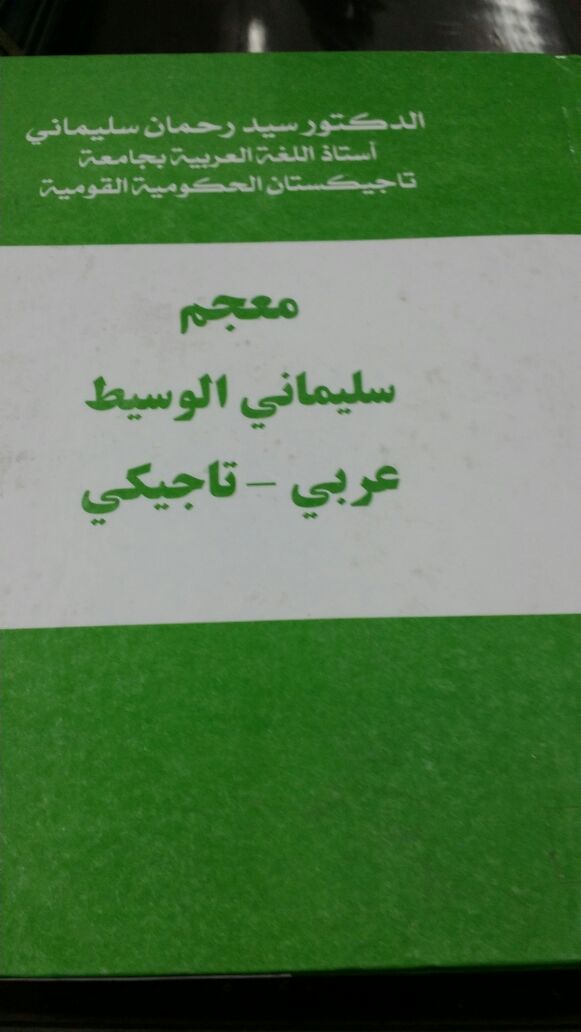 الدكتور سيد رحمان سليماني
أستاذ اللغة العربية بجامعة
تاجيكستان الحكومية القومية
معجم
سليماني الوسيط
عربي - تاجيكي